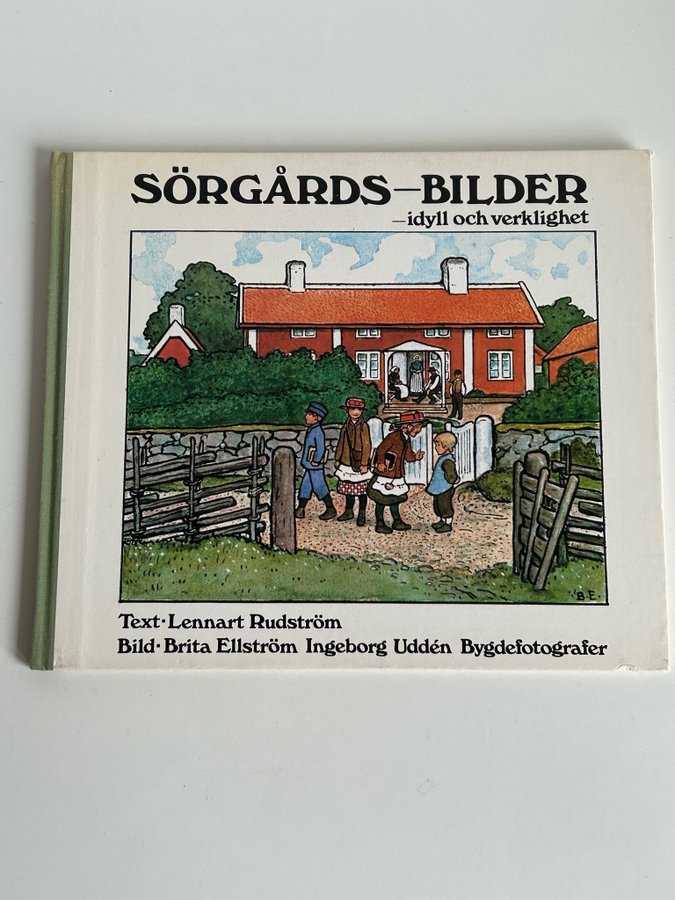 SÖRGÅRDS—BILDER
—idyll och verklighet
B.E.
Text·Lennart Rudström
Bild·Brita Ellström Ingeborg Uddén Bygdefotografer